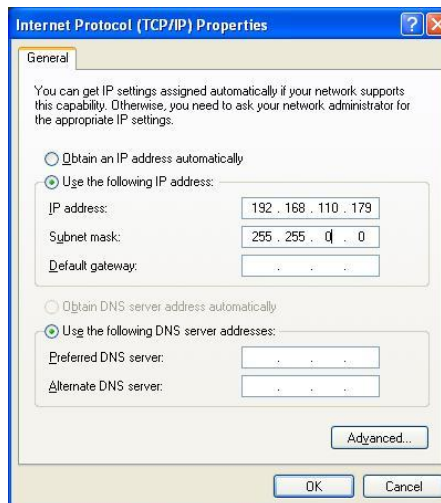 Internet Protocol (TCP/IP) Properties
General
You can get IP settings assigned automatically if your network supports
this capability. Otherwise, you need to ask your network administrator for
the appropriate IP settings.
Obtain an IP address automatically
Use the following IP address:
IP address: 192 . 168 . 110 . 179
Subnet mask: 255 . 255 . 0 . 0
Default gateway: . . .
Obtain DNS server address automatically
Use the following DNS server addresses:
Preferred DNS server: . . .
Alternate DNS server: . . .
Advanced...
OK Cancel